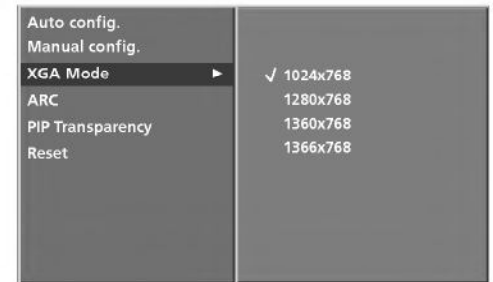 Auto config.
Manual config.
XGA Mode ►
ARC
PIP Transparency
Reset
√ 1024x768
1280x768
1360x768
1366x768